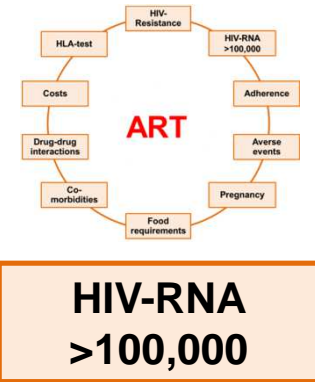 HIV-
Resistance
HIV-RNA
>100,000
Adherence
Averse
events
Pregnancy
Food
requirements
Co-
morbidities
Drug-drug
interactions
Costs
HLA-test
ART
HIV-RNA
>100,000